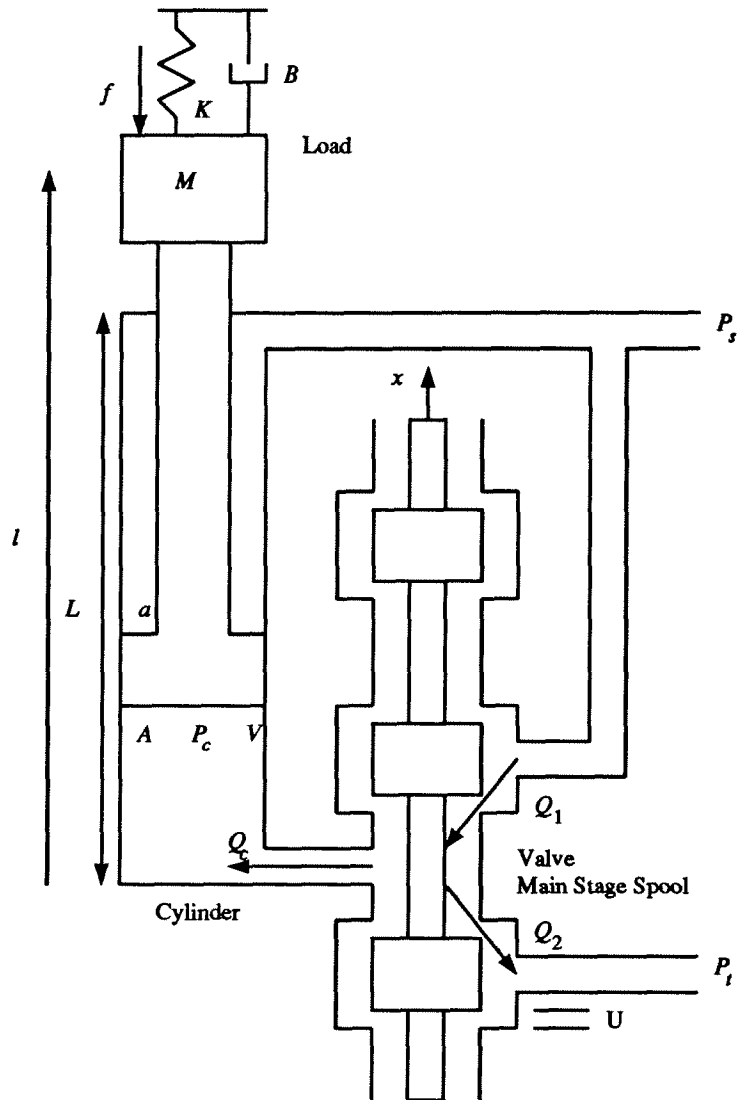 f
K
B
Load
M
P_s
x
l
L
a
A
P_c
V
Q_1
Q_c
Valve
Main Stage Spool
Cylinder
Q_2
P_t
U